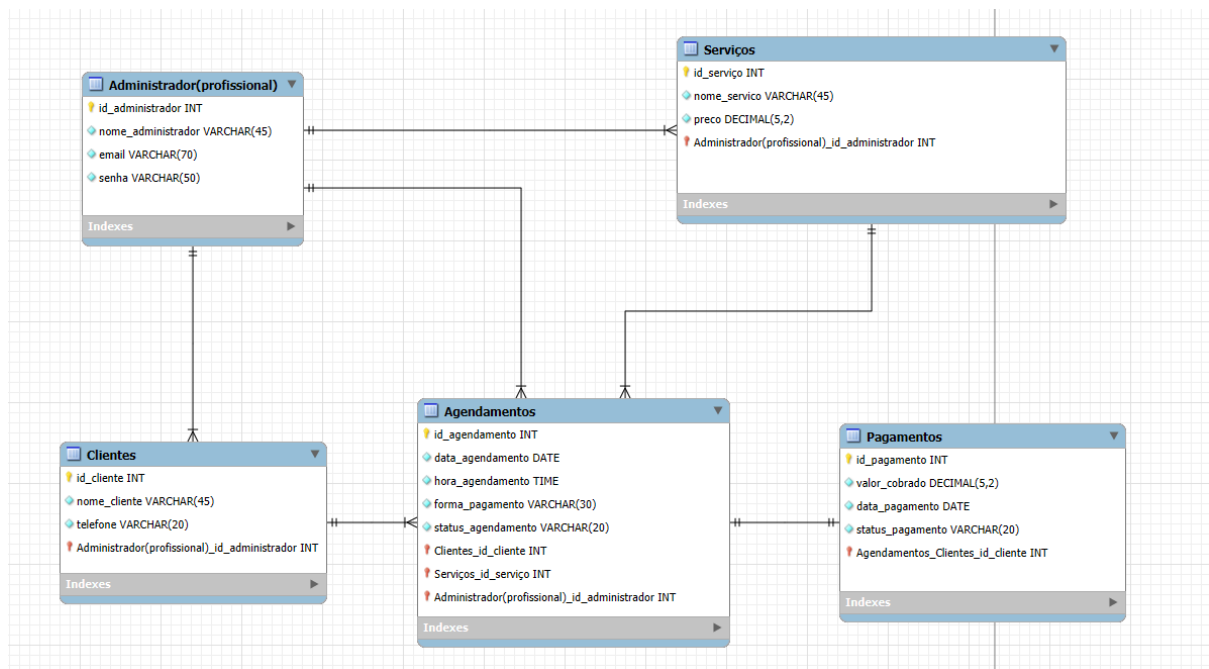 Administrador(profissional)
id_administrador INT
nome_administrador VARCHAR(45)
email VARCHAR(70)
senha VARCHAR(50)
Indexes
Serviços
id_serviço INT
nome_servico VARCHAR(45)
preco DECIMAL(5,2)
Administrador(profissional)_id_administrador INT
Indexes
Clientes
id_cliente INT
nome_cliente VARCHAR(45)
telefone VARCHAR(20)
Administrador(profissional)_id_administrador INT
Indexes
Agendamentos
id_agendamento INT
data_agendamento DATE
hora_agendamento TIME
forma_pagamento VARCHAR(30)
status_agendamento VARCHAR(20)
Clientes_id_cliente INT
Serviços_id_serviço INT
Administrador(profissional)_id_administrador INT
Indexes
Pagamentos
id_pagamento INT
valor_cobrado DECIMAL(5,2)
data_pagamento DATE
status_pagamento VARCHAR(20)
Agendamentos_Clientes_id_cliente INT
Indexes